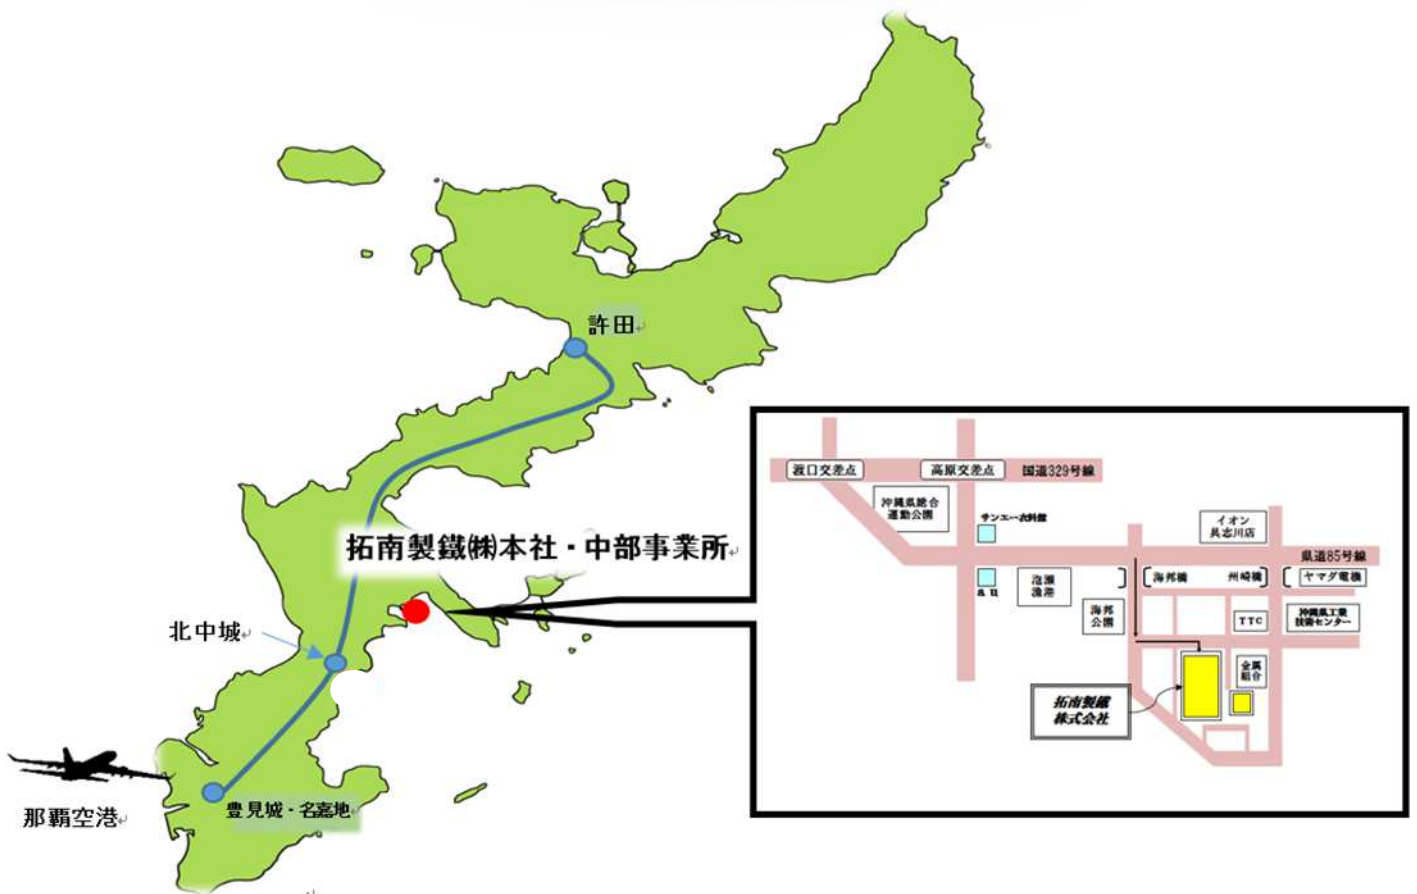 許田
拓南製鐵㈱本社・中部事業所
北中城
那覇空港
豊見城・名嘉地
渡口交差点
高原交差点
国道329号線
沖縄県総合
運動公園
サンエー衣料館
イオン
具志川店
県道85号線
au
泡瀬
漁港
海邦橋
州崎橋
ヤマダ電機
海邦
公園
TTC
沖縄県工業
技術センター
金属
組合
拓南製鐵
株式会社